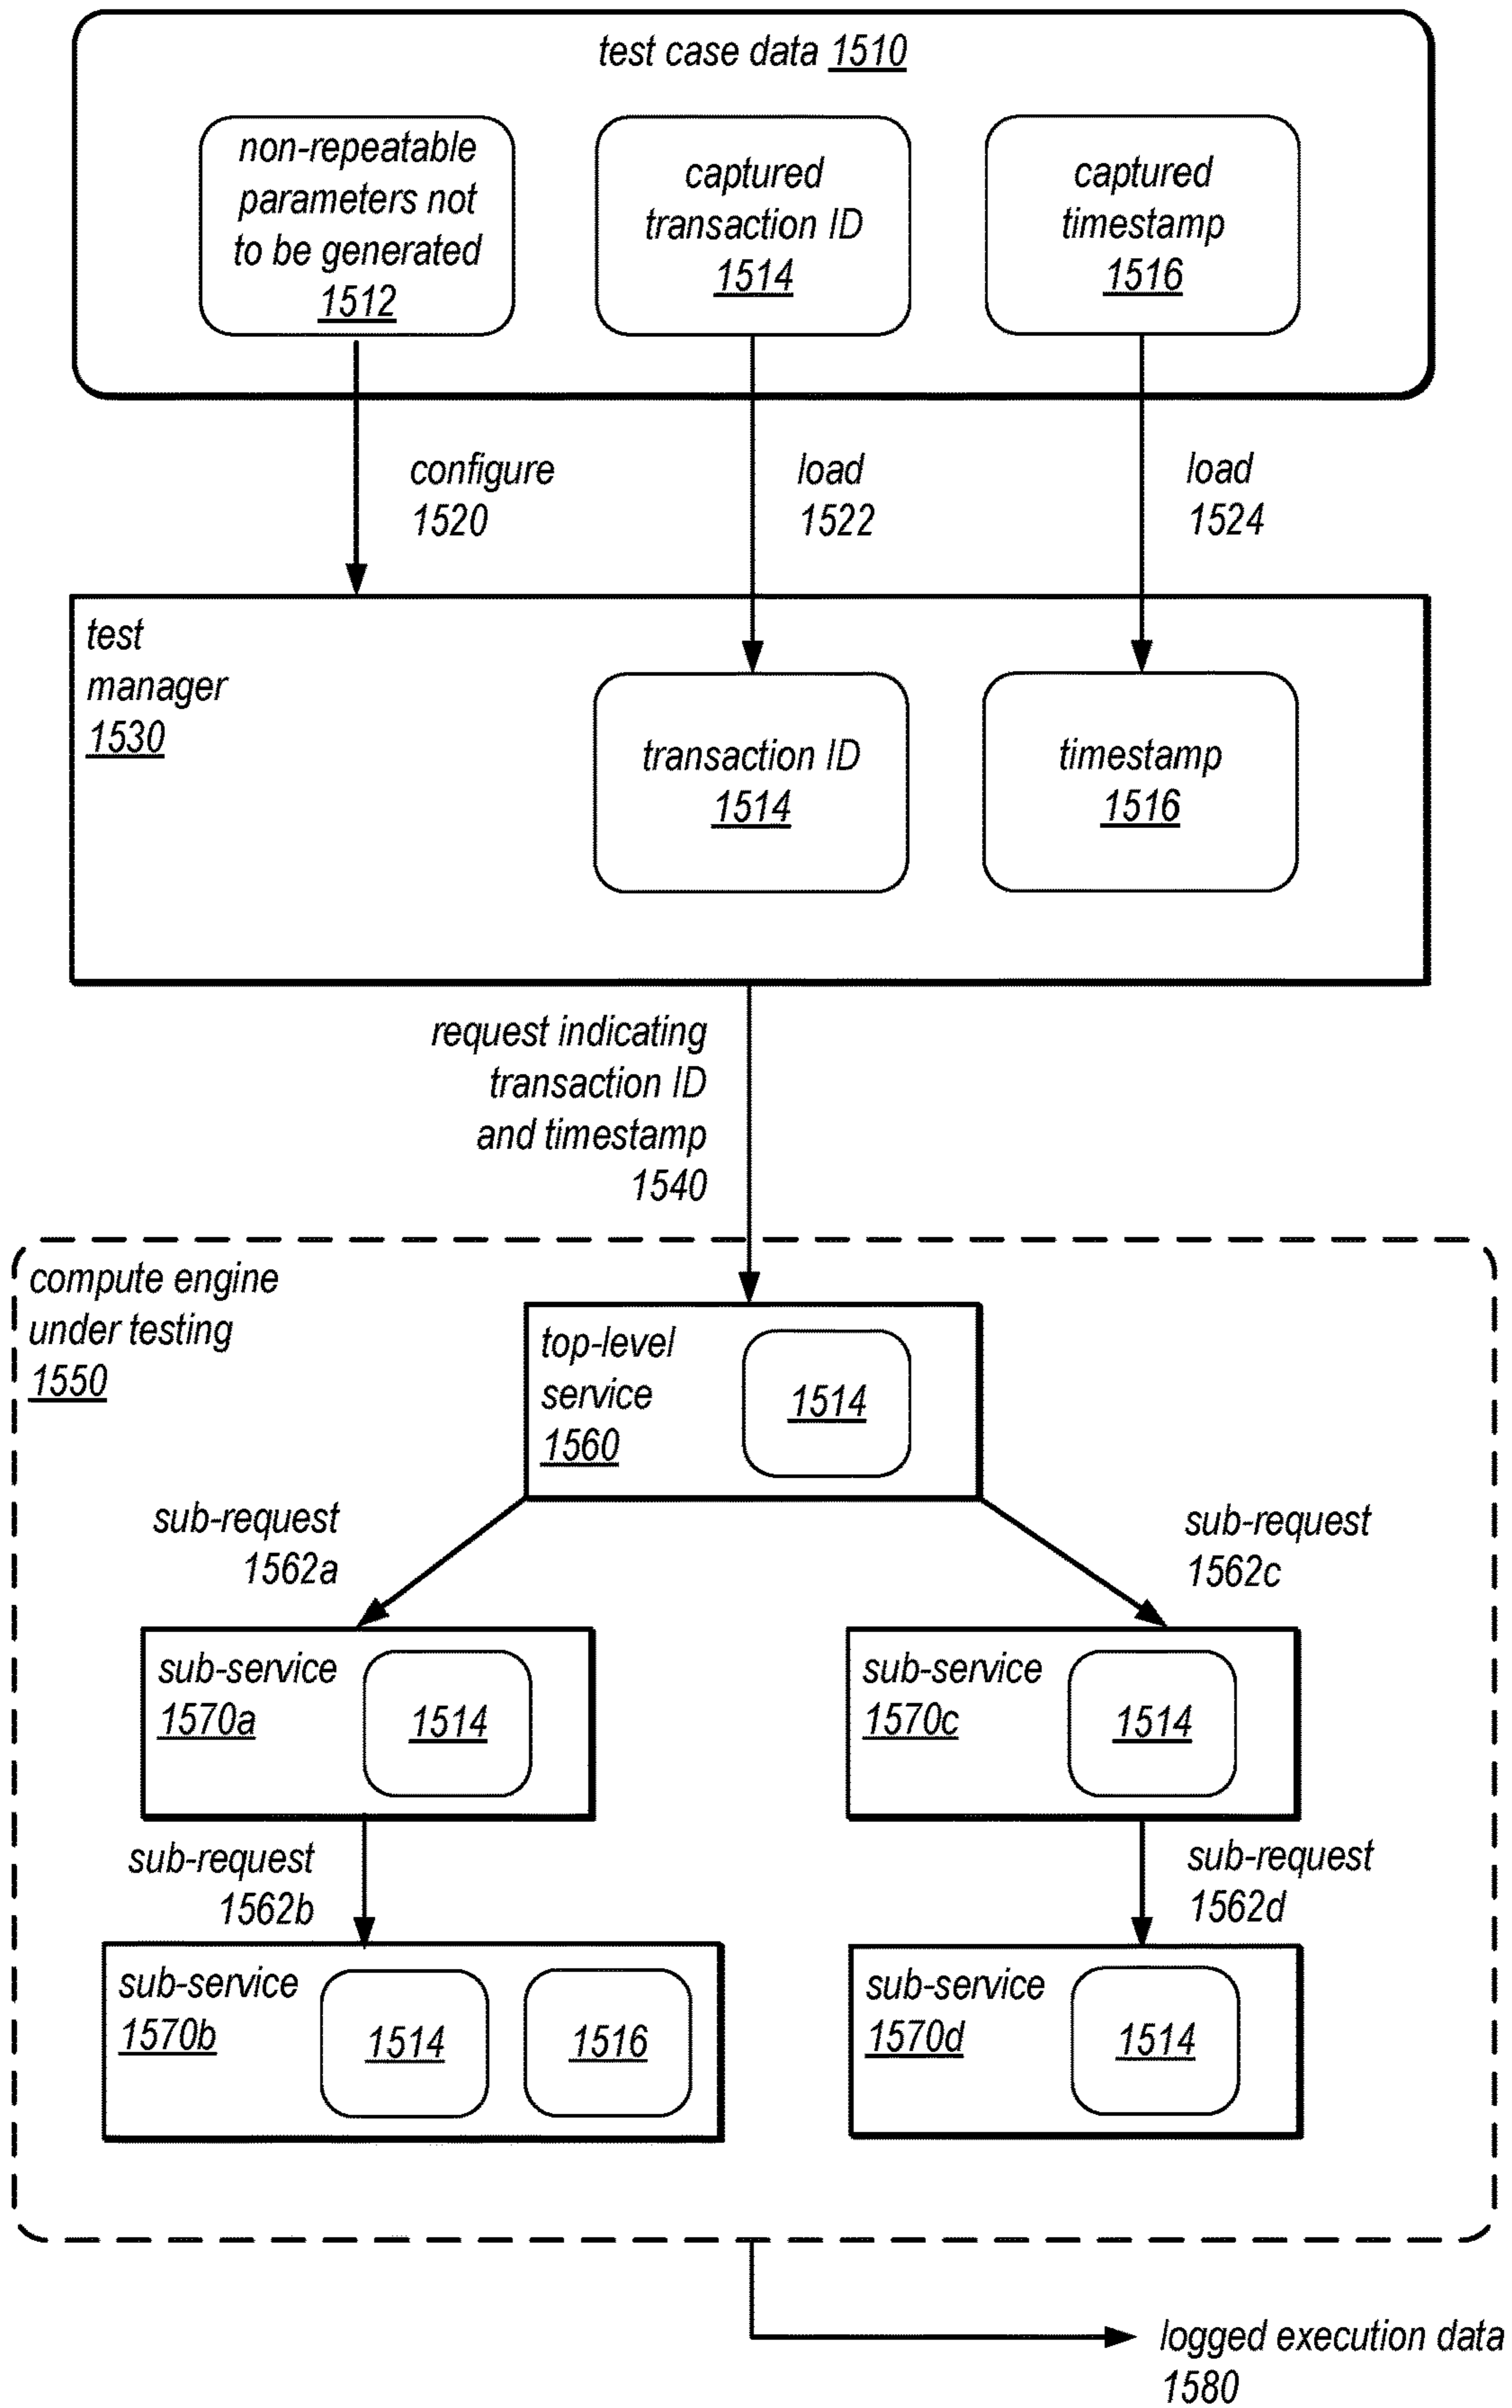 test case data 1510
non-repeatable
parameters not
to be generated
1512
captured
transaction ID
1514
captured
timestamp
1516
configure
1520
load
1522
load
1524
test
manager
1530
transaction ID
1514
timestamp
1516
request indicating
transaction ID
and timestamp
1540
compute engine
under testing
1550
top-level
service
1560
1514
sub-request
1562a
sub-request
1562c
sub-service
1570a
1514
sub-service
1570c
1514
sub-request
1562b
sub-request
1562d
sub-service
1570b
1514
1516
sub-service
1570d
1514
logged execution data
1580